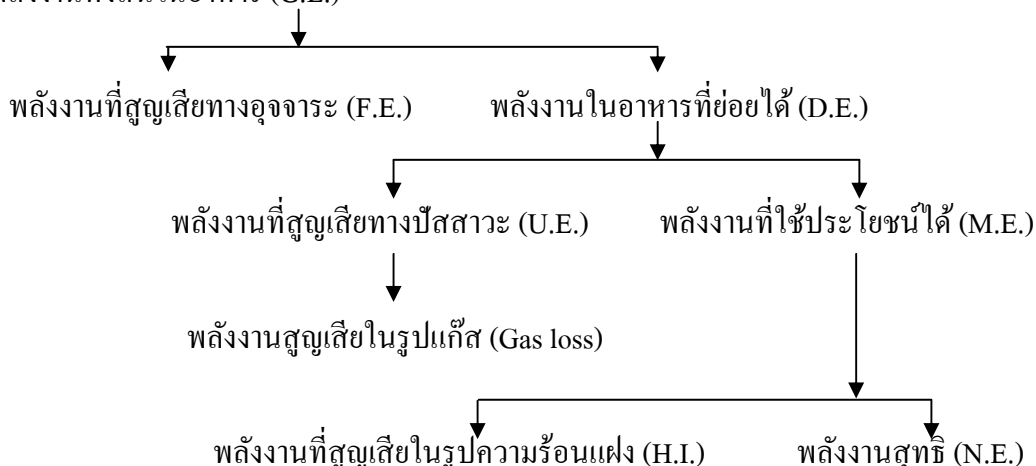 พลังงานที่สูญเสียทางอุจจาระ (F.E.) พลังงานในอาหารที่ย่อยได้ (D.E.)
พลังงานที่สูญเสียทางปัสสาวะ (U.E.) พลังงานที่ใช้ประโยชน์ได้ (M.E.)
พลังงานสูญเสียในรูปแก๊ส (Gas loss)
พลังงานที่สูญเสียในรูปความร้อนแฝง (H.I.) พลังงานสุทธิ (N.E.)